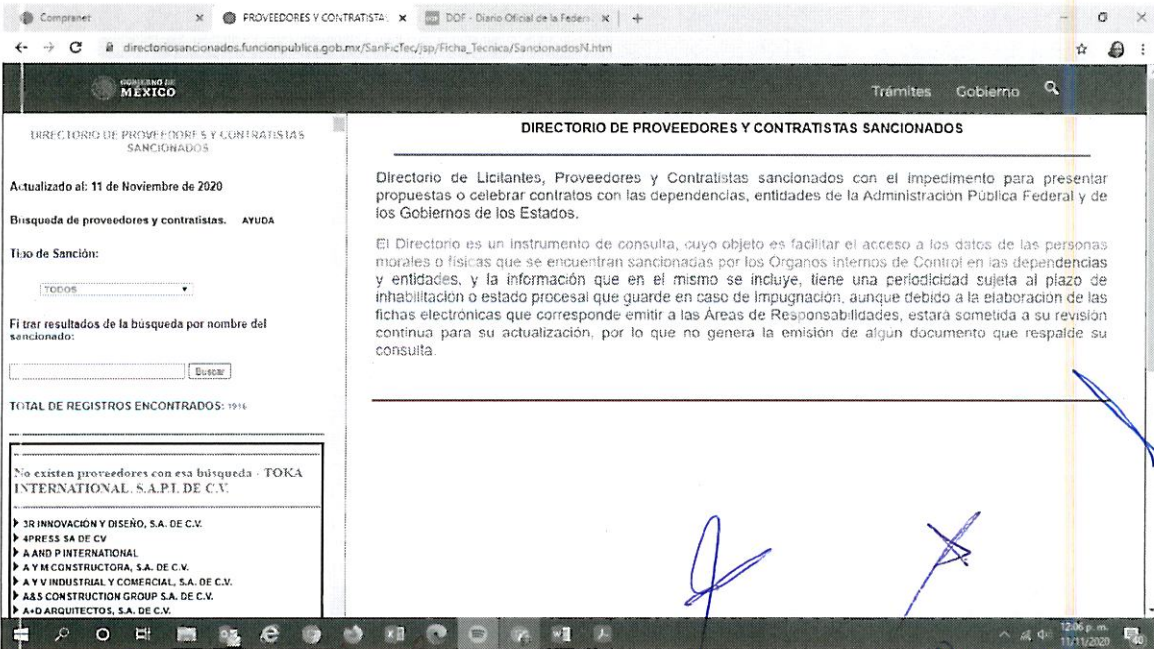 Compranet
PROVEEDORES Y CONTRATISTAS
DOF - Diario Oficial de la Federa
directoriosancionados.funcionpublica.gob.mx/SanFicTec/jsp/Ficha_Tecnica/SancionadosN.htm
GOBIERNO DE
MÉXICO
Trámites Gobierno
DIRECTORIO DE PROVEEDORES Y CONTRATISTAS
SANCIONADOS
Actualizado al: 11 de Noviembre de 2020
Búsqueda de proveedores y contratistas. AYUDA
Tipo de Sanción:
TODOS
Filtrar resultados de la búsqueda por nombre del
sancionado:
Buscar
TOTAL DE REGISTROS ENCONTRADOS: 1916
No existen proveedores con esa búsqueda - TOKA
INTERNATIONAL, S.A.P.I. DE C.V.
3R INNOVACIÓN Y DISEÑO, S.A. DE C.V.
4PRESS SA DE CV
A AND P INTERNATIONAL
A Y M CONSTRUCTORA, S.A. DE C.V.
A Y V INDUSTRIAL Y COMERCIAL, S.A. DE C.V.
A&S CONSTRUCTION GROUP S.A. DE C.V.
A+D ARQUITECTOS, S.A. DE C.V.
DIRECTORIO DE PROVEEDORES Y CONTRATISTAS SANCIONADOS
Directorio de Licitantes, Proveedores y Contratistas sancionados con el impedimento para presentar
propuestas o celebrar contratos con las dependencias, entidades de la Administración Pública Federal y de
los Gobiernos de los Estados.
El Directorio es un instrumento de consulta, cuyo objeto es facilitar el acceso a los datos de las personas
morales o físicas que se encuentran sancionadas por los Órganos Internos de Control en las dependencias
y entidades, y la información que en el mismo se incluye, tiene una periodicidad sujeta al plazo de
inhabilitación o estado procesal que guarde en caso de impugnación, aunque debido a la elaboración de las
fichas electrónicas que corresponde emitir a las Áreas de Responsabilidades, estará sometida a su revisión
continua para su actualización, por lo que no genera la emisión de algún documento que respalde su
consulta.
12:06 p. m.
11/11/2020